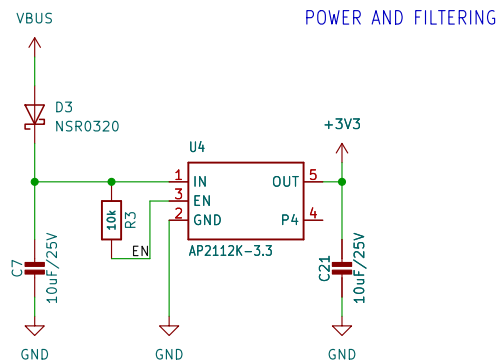 VBUS
POWER AND FILTERING
D3
NSR0320
+3V3
U4
1
IN
OUT
5
3
EN
2
GND
P4
4
10k
R3
EN
AP2112K-3.3
C7
10uF/25V
C21
10uF/25V
GND
GND
GND